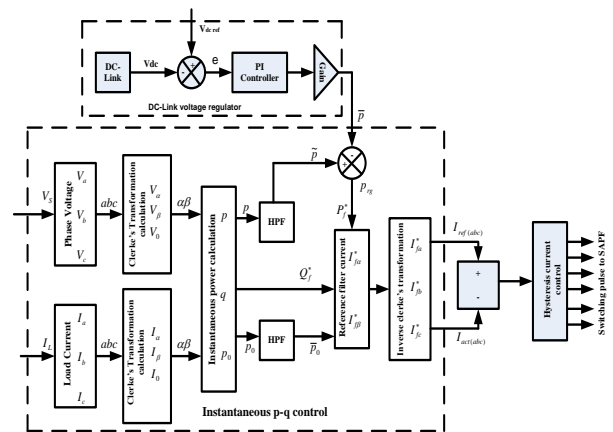 V dc ref
DC-Link
Vdc
+
-
e
PI Controller
Gain
DC-Link voltage regulator
p̅
p̃
-
+
p_rg
V_S
Phase Voltage
V_a
V_b
V_c
abc
Clerke's Transformation calculation
V_α
V_β
V_0
αβ
Instantaneous power calculation
p
q
p_0
p
HPF
P_f^*
Q_f^*
p_0
HPF
p̅_0
Reference filter current
I_fα^*
I_fβ^*
Inverse clerke's transformation
I_fa^*
I_fb^*
I_fc^*
I_ref(abc)
+
-
I_act(abc)
Hysteresis current control
Switching pulse to SAPF
I_L
Load Current
I_a
I_b
I_c
abc
Clerke's Transformation calculation
I_α
I_β
I_0
αβ
Instantaneous p-q control